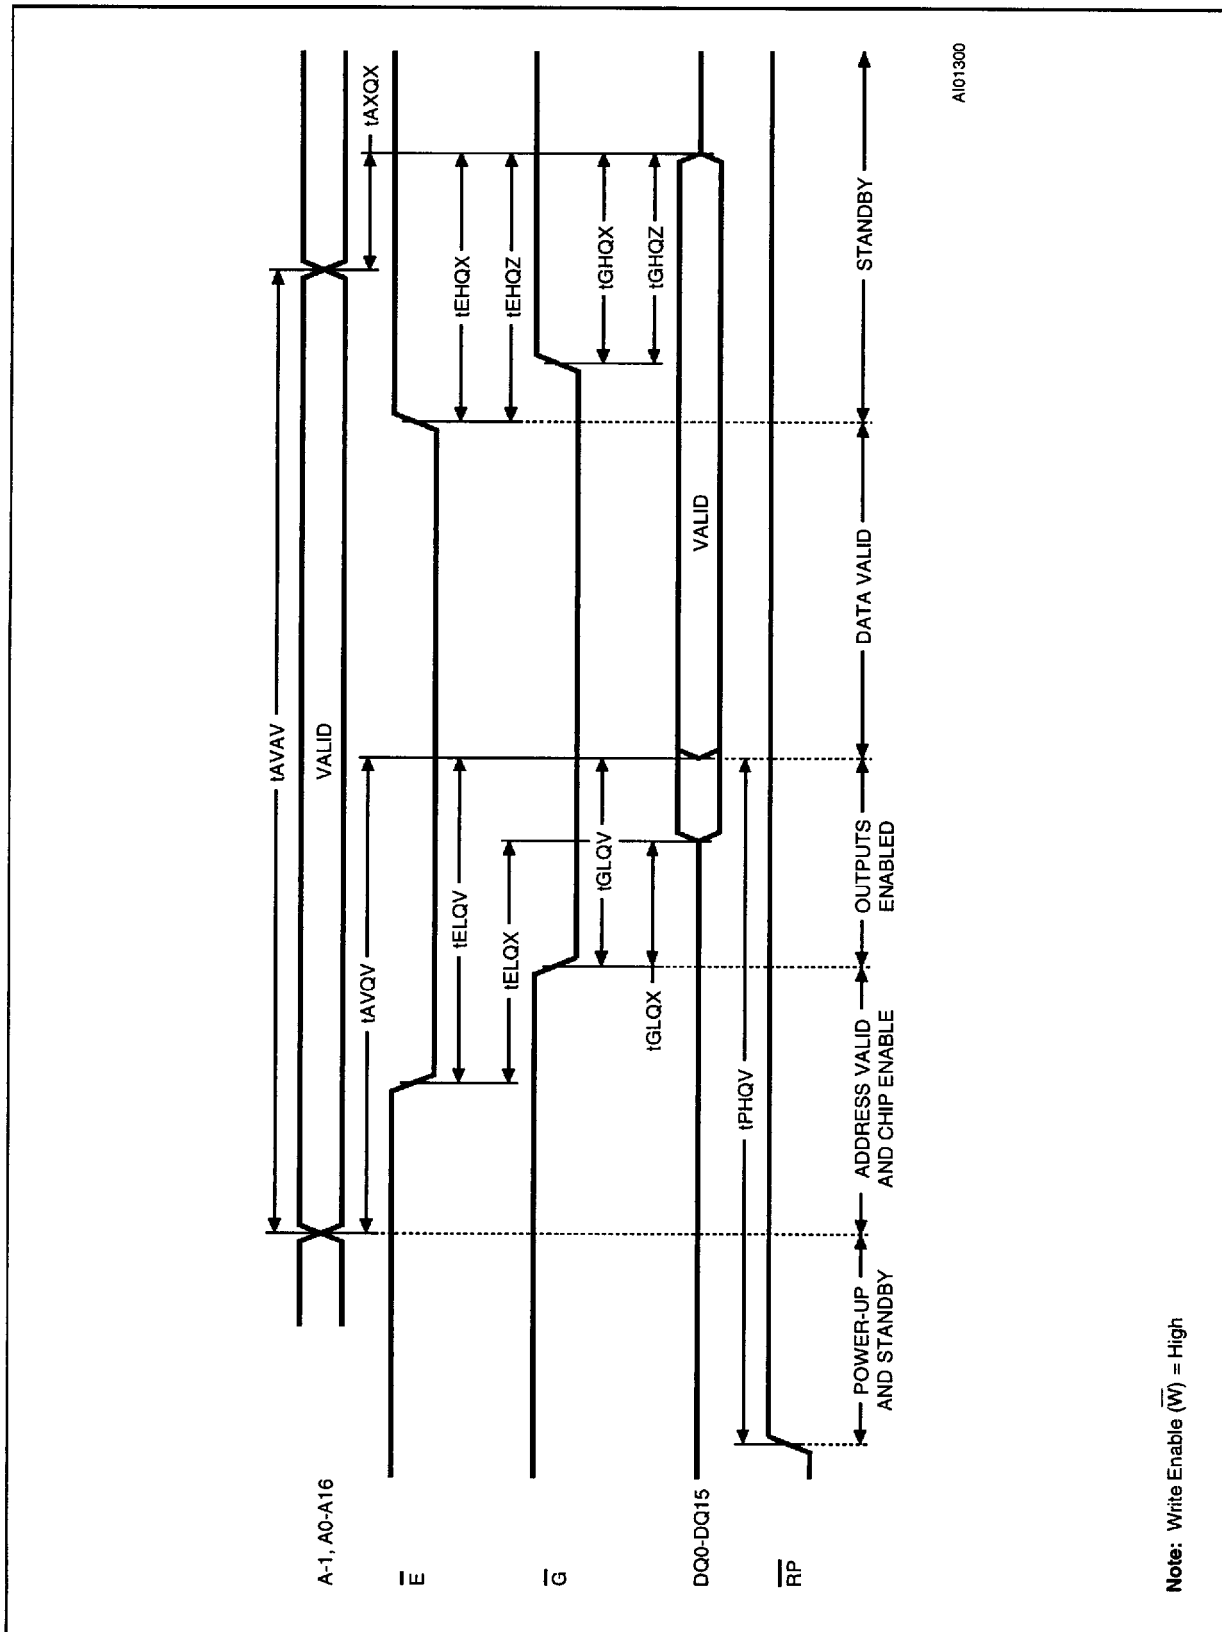 tAVAV
A-1, A0-A16
VALID
tAVQV
tAXQX
E
tELQV
tEHQX
tELQX
tEHQZ
G
tGLQV
tGHQX
tGLQX
tGHQZ
DQ0-DQ15
VALID
tPHQV
RP
POWER-UP
AND STANDBY
ADDRESS VALID
AND CHIP ENABLE
OUTPUTS
ENABLED
DATA VALID
STANDBY
AI01300
Note: Write Enable (W) = High